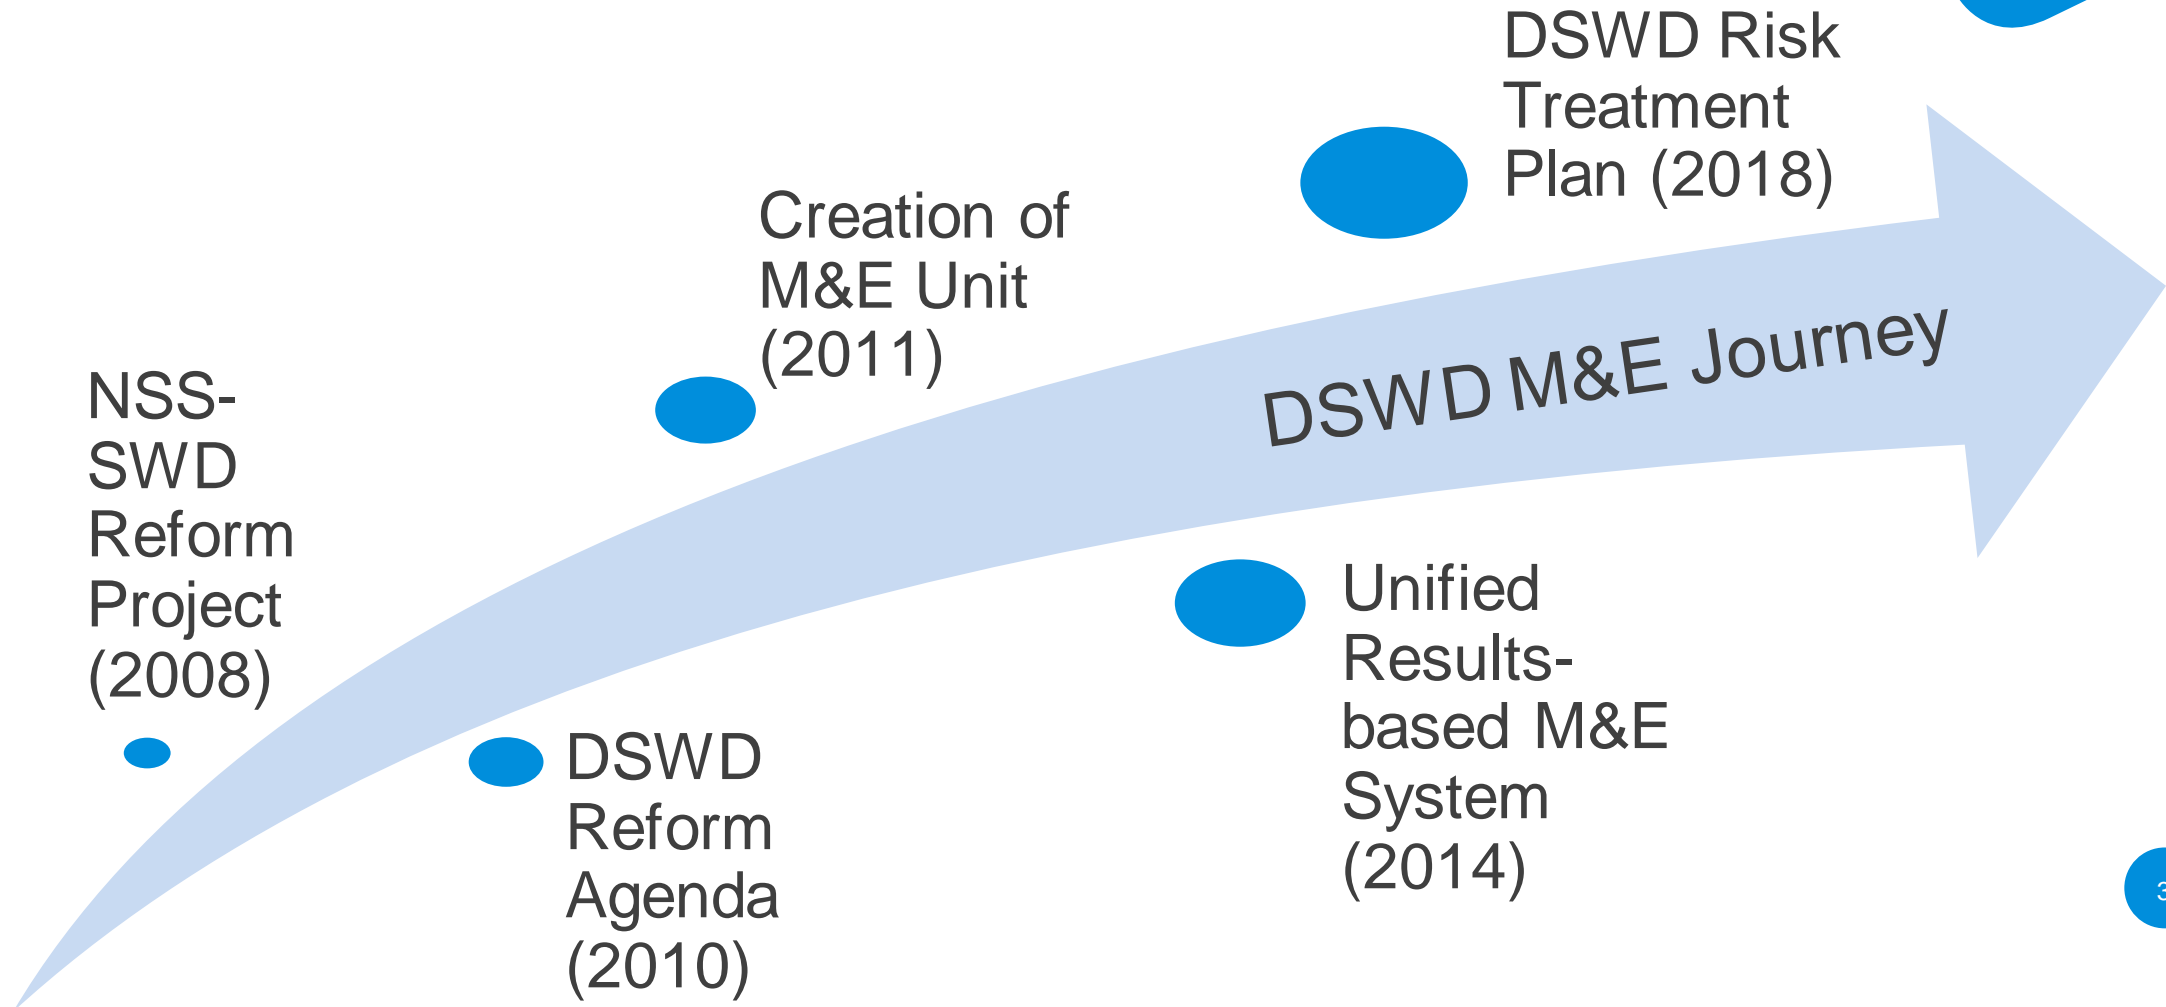 NSS-
SWD
Reform
Project
(2008)
DSWD
Reform
Agenda
(2010)
Creation of
M&E Unit
(2011)
Unified
Results-
based M&E
System
(2014)
DSWD Risk
Treatment
Plan (2018)
DSWD M&E Journey
3